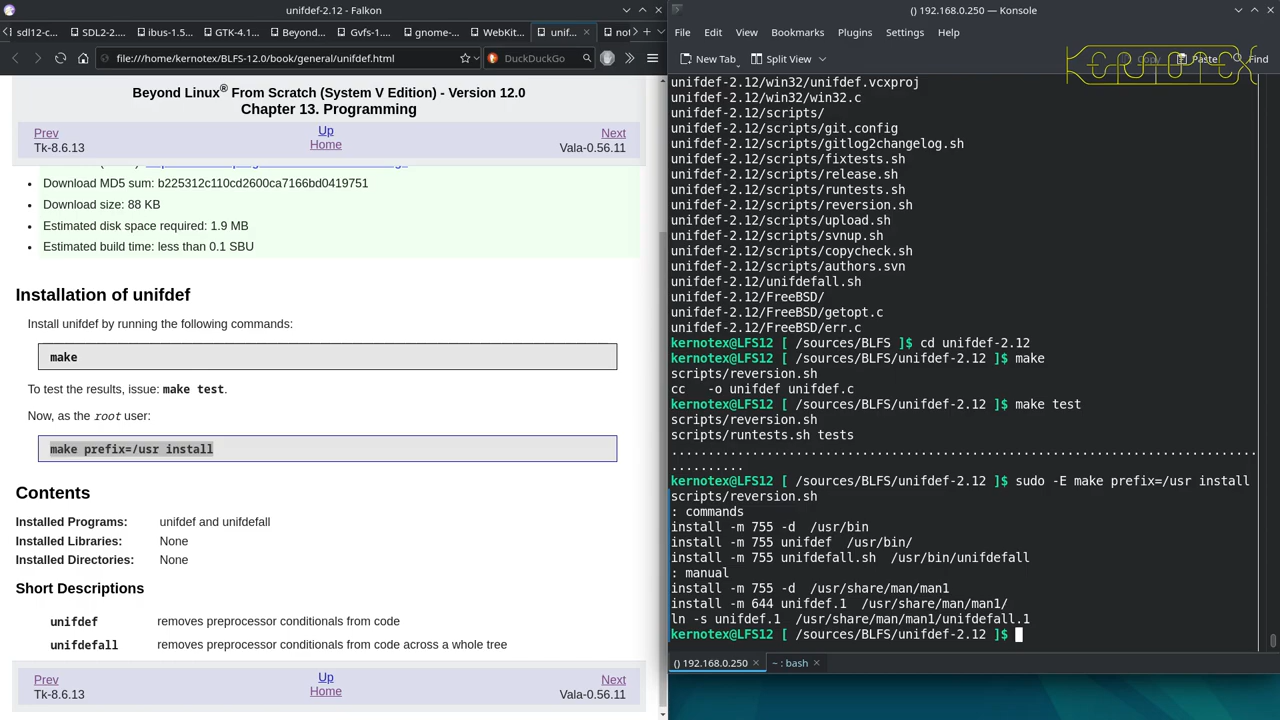 unifdef-2.12 - Falkon
sdl12-c...
SDL2-2....
ibus-1.5...
GTK-4.1...
Beyond...
Gvfs-1....
gnome-...
WebKit...
unif...
not
file:///home/kernotex/BLFS-12.0/book/general/unifdef.html
DuckDuckGo
Beyond Linux® From Scratch (System V Edition) - Version 12.0
Chapter 13. Programming
Prev
Up
Next
Tk-8.6.13
Home
Vala-0.56.11
Download MD5 sum: b225312c110cd2600ca7166bd0419751
Download size: 88 KB
Estimated disk space required: 1.9 MB
Estimated build time: less than 0.1 SBU
Installation of unifdef
Install unifdef by running the following commands:
make
To test the results, issue: make test.
Now, as the root user:
make prefix=/usr install
Contents
Installed Programs: unifdef and unifdefall
Installed Libraries: None
Installed Directories: None
Short Descriptions
unifdef removes preprocessor conditionals from code
unifdefall removes preprocessor conditionals from code across a whole tree
Prev
Up
Next
Tk-8.6.13
Home
Vala-0.56.11
() 192.168.0.250 — Konsole
File Edit View Bookmarks Plugins Settings Help
New Tab Split View Copy Paste Find
Kernotex
unifdef-2.12/win32/unifdef.vcxproj
unifdef-2.12/win32/win32.c
unifdef-2.12/scripts/
unifdef-2.12/scripts/git.config
unifdef-2.12/scripts/gitlog2changelog.sh
unifdef-2.12/scripts/fixtests.sh
unifdef-2.12/scripts/release.sh
unifdef-2.12/scripts/runtests.sh
unifdef-2.12/scripts/reversion.sh
unifdef-2.12/scripts/upload.sh
unifdef-2.12/scripts/svnup.sh
unifdef-2.12/scripts/copycheck.sh
unifdef-2.12/scripts/authors.svn
unifdef-2.12/unifdefall.sh
unifdef-2.12/FreeBSD/
unifdef-2.12/FreeBSD/getopt.c
unifdef-2.12/FreeBSD/err.c
kernotex@LFS12 [ /sources/BLFS ]$ cd unifdef-2.12
kernotex@LFS12 [ /sources/BLFS/unifdef-2.12 ]$ make
scripts/reversion.sh
cc   -o unifdef unifdef.c
kernotex@LFS12 [ /sources/BLFS/unifdef-2.12 ]$ make test
scripts/reversion.sh
scripts/runtests.sh tests
................................................................................
..........
kernotex@LFS12 [ /sources/BLFS/unifdef-2.12 ]$ sudo -E make prefix=/usr install
scripts/reversion.sh
: commands
install -m 755 -d  /usr/bin
install -m 755 unifdef  /usr/bin/
install -m 755 unifdefall.sh  /usr/bin/unifdefall
: manual
install -m 755 -d  /usr/share/man/man1
install -m 644 unifdef.1  /usr/share/man/man1/
ln -s unifdef.1  /usr/share/man/man1/unifdefall.1
kernotex@LFS12 [ /sources/BLFS/unifdef-2.12 ]$
() 192.168.0.250
~ : bash